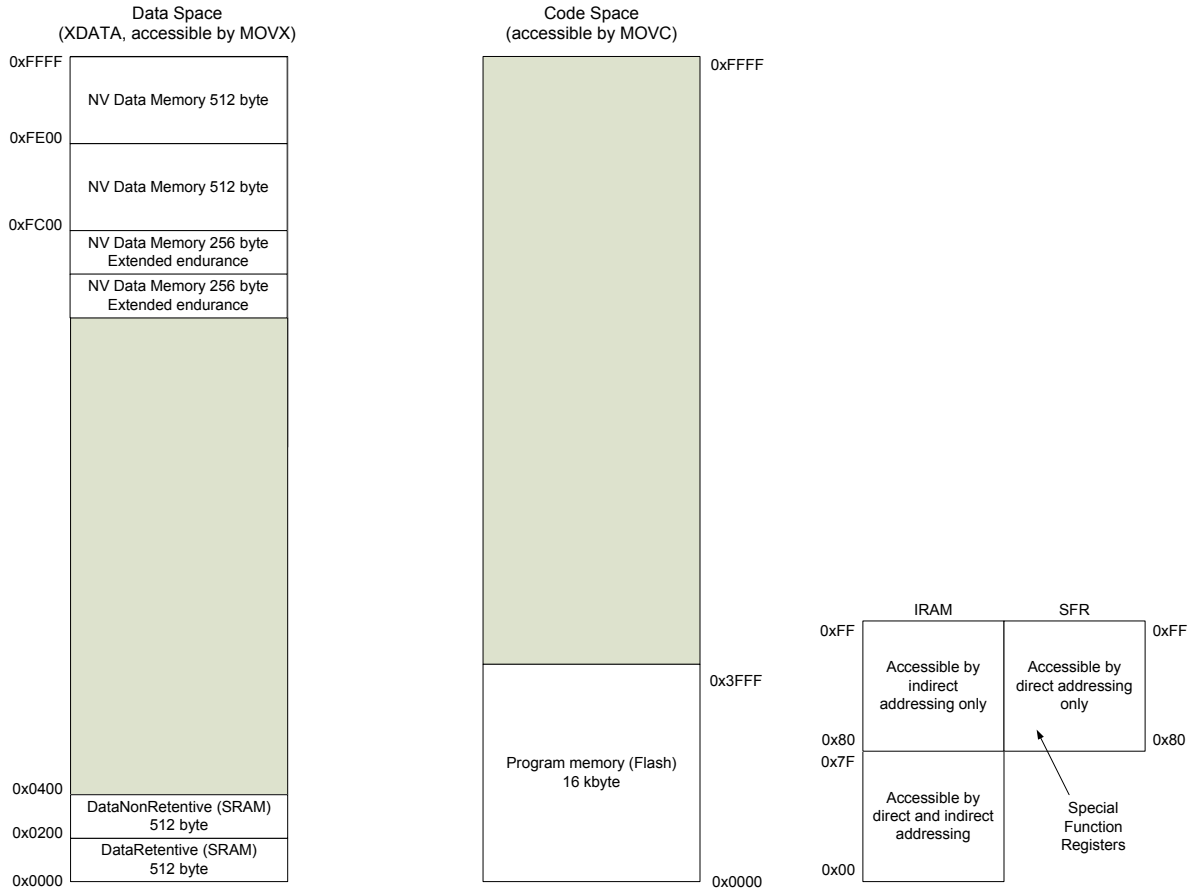 Data Space
(XDATA, accessible by MOVX)
0xFFFF
NV Data Memory 512 byte
0xFE00
NV Data Memory 512 byte
0xFC00
NV Data Memory 256 byte
Extended endurance
NV Data Memory 256 byte
Extended endurance
0x0400
DataNonRetentive (SRAM)
512 byte
0x0200
DataRetentive (SRAM)
512 byte
0x0000
Code Space
(accessible by MOVC)
0xFFFF
0x3FFF
Program memory (Flash)
16 kbyte
0x0000
IRAM
SFR
0xFF
0xFF
Accessible by
indirect
addressing only
Accessible by
direct addressing
only
0x80
0x80
0x7F
Accessible by
direct and indirect
addressing
0x00
Special
Function
Registers